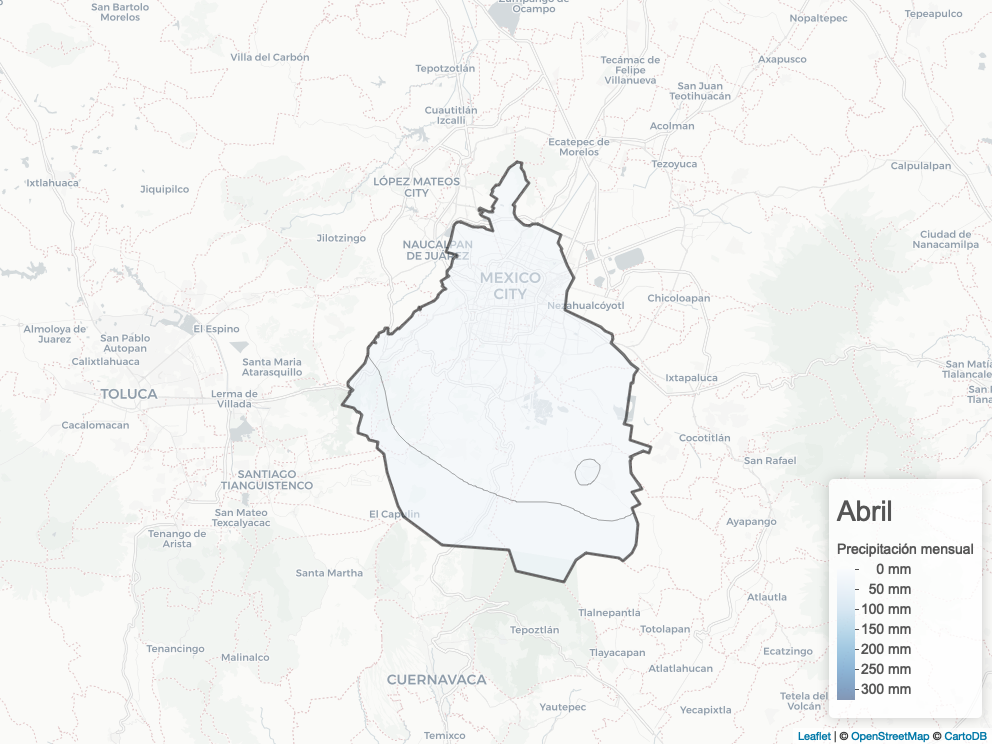 San Bartolo
Morelos
Zumpango de
Ocampo
Nopaltepec
Tepeapulco
Villa del Carbón
Tepotzotlán
Tecámac de
Felipe
Villanueva
Axapusco
San Juan
Teotihuacán
Cuautitlán
Izcalli
Acolman
Ecatepec de
Morelos
Tezoyuca
Calpulalpan
Ixtlahuaca
Jiquipilco
LÓPEZ MATEOS
CITY
Jilotzingo
NAUCALPAN
DE JUÁREZ
Ciudad de
Nanacamilpa
MEXICO
CITY
Nezahualcóyotl
Chicoloapan
Almoloya de
Juarez
El Espino
San Pablo
Autopan
Calixtlahuaca
Santa Maria
Atarasquillo
San Matí
Tlalancale
Ixtapaluca
TOLUCA
Lerma de
Villada
San
Tlana
Cacalomacan
Cocotitlán
San Rafael
SANTIAGO
TIANGUISTENCO
San Mateo
Texcalyacac
El Capulin
Ayapango
Tenango de
Arista
Santa Martha
Atlautla
Tlalnepantla
Tepoztlán
Totolapan
Tenancingo
Malinalco
Tlayacapan
Atlatlahucan
Ecatzingo
CUERNAVACA
Yautepec
Yecapixtla
Tetela del
Volcán
Temixco
Abril
Precipitación mensual
0 mm
50 mm
100 mm
150 mm
200 mm
250 mm
300 mm
Leaflet | © OpenStreetMap © CartoDB